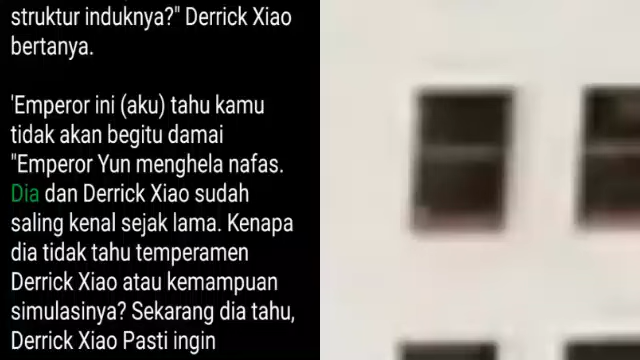 struktur induknya?" Derrick Xiao
bertanya.
'Emperor ini (aku) tahu kamu
tidak akan begitu damai
"Emperor Yun menghela nafas.
Dia dan Derrick Xiao sudah
saling kenal sejak lama. Kenapa
dia tidak tahu temperamen
Derrick Xiao atau kemampuan
simulasinya? Sekarang dia tahu,
Derrick Xiao Pasti ingin